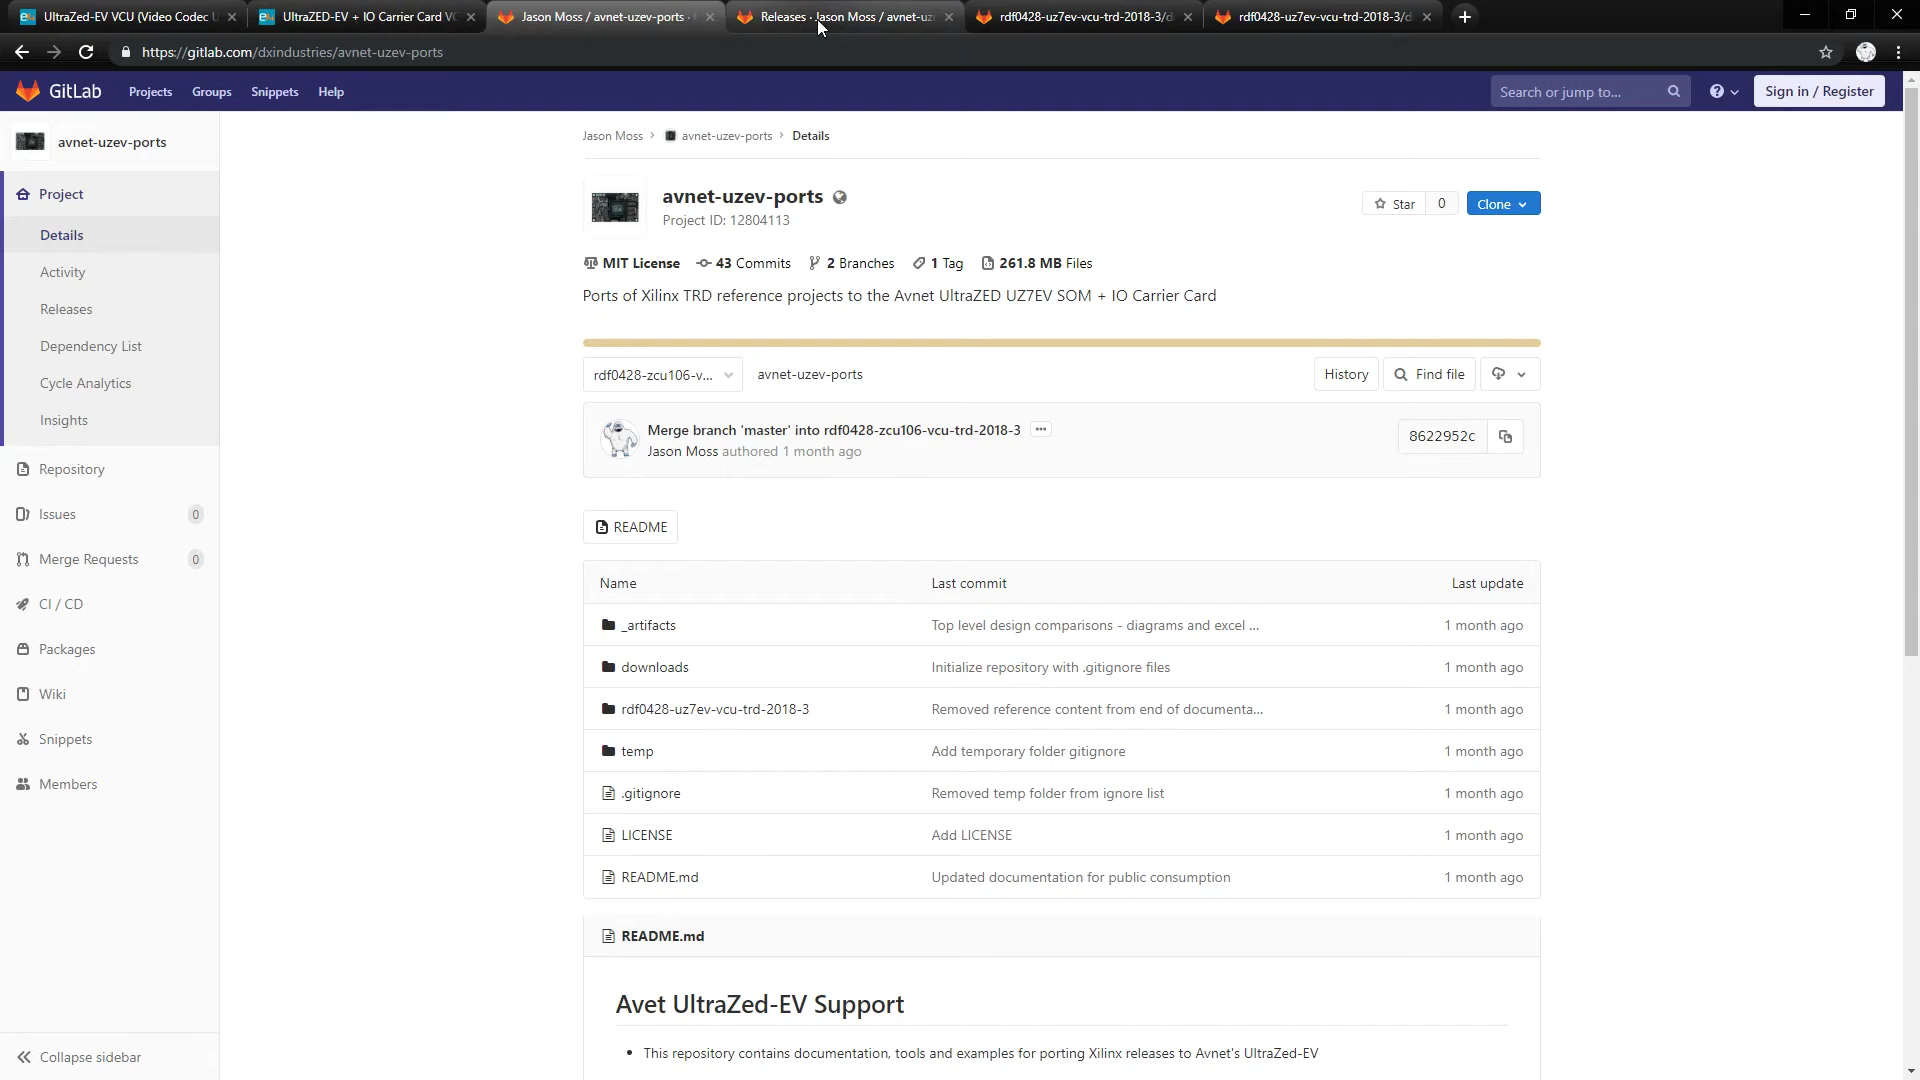 UltraZed-EV VCU (Video Codec U
UltraZED-EV + IO Carrier Card VC
Jason Moss / avnet-uzev-ports ·
Releases · Jason Moss / avnet-uz
rdf0428-uz7ev-vcu-trd-2018-3/d
rdf0428-uz7ev-vcu-trd-2018-3/d
https://gitlab.com/dxindustries/avnet-uzev-ports
GitLab Projects Groups Snippets Help Search or jump to... Sign in / Register
avnet-uzev-ports
Project
Details
Activity
Releases
Dependency List
Cycle Analytics
Insights
Repository
Issues 0
Merge Requests 0
CI / CD
Packages
Wiki
Snippets
Members
Collapse sidebar
Jason Moss › avnet-uzev-ports › Details
avnet-uzev-ports
Project ID: 12804113
Star 0 Clone
MIT License 43 Commits 2 Branches 1 Tag 261.8 MB Files
Ports of Xilinx TRD reference projects to the Avnet UltraZED UZ7EV SOM + IO Carrier Card
rdf0428-zcu106-v... avnet-uzev-ports History Find file
Merge branch 'master' into rdf0428-zcu106-vcu-trd-2018-3 ···
Jason Moss authored 1 month ago
8622952c
README
Name Last commit Last update
_artifacts Top level design comparisons - diagrams and excel ... 1 month ago
downloads Initialize repository with .gitignore files 1 month ago
rdf0428-uz7ev-vcu-trd-2018-3 Removed reference content from end of documenta... 1 month ago
temp Add temporary folder gitignore 1 month ago
.gitignore Removed temp folder from ignore list 1 month ago
LICENSE Add LICENSE 1 month ago
README.md Updated documentation for public consumption 1 month ago
README.md
Avet UltraZed-EV Support
• This repository contains documentation, tools and examples for porting Xilinx releases to Avnet's UltraZed-EV